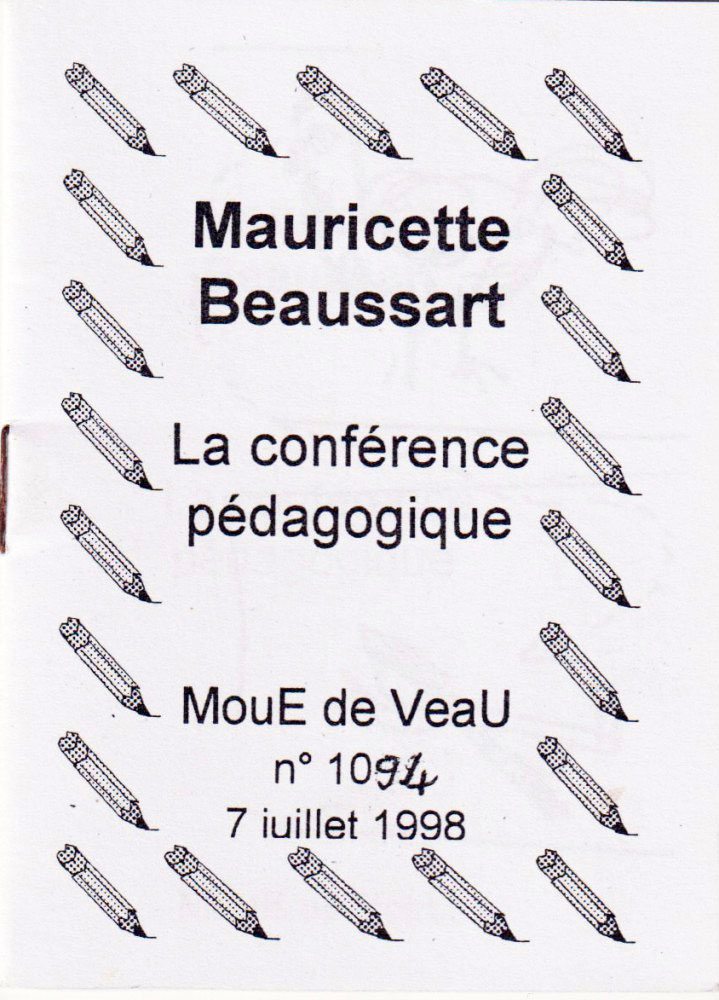 Mauricette
Beaussart
La conférence
pédagogique
MouE de VeaU
n° 1094
7 iuillet 1998